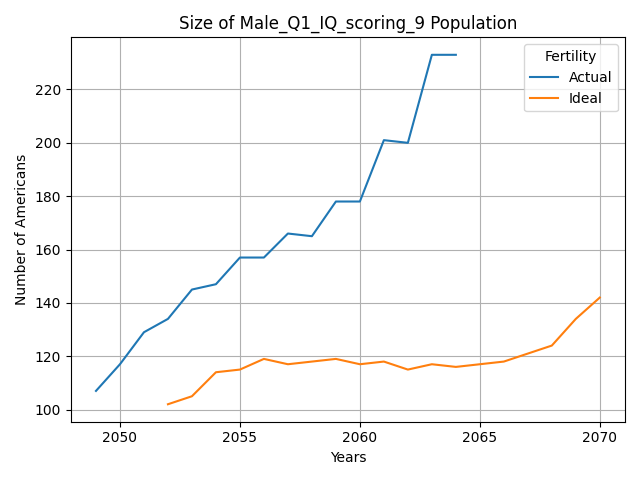 Size of Male_Q1_IQ_scoring_9 Population
Fertility
Actual
Ideal
Number of Americans
220
200
180
160
140
120
100
2050
2055
2060
2065
2070
Years